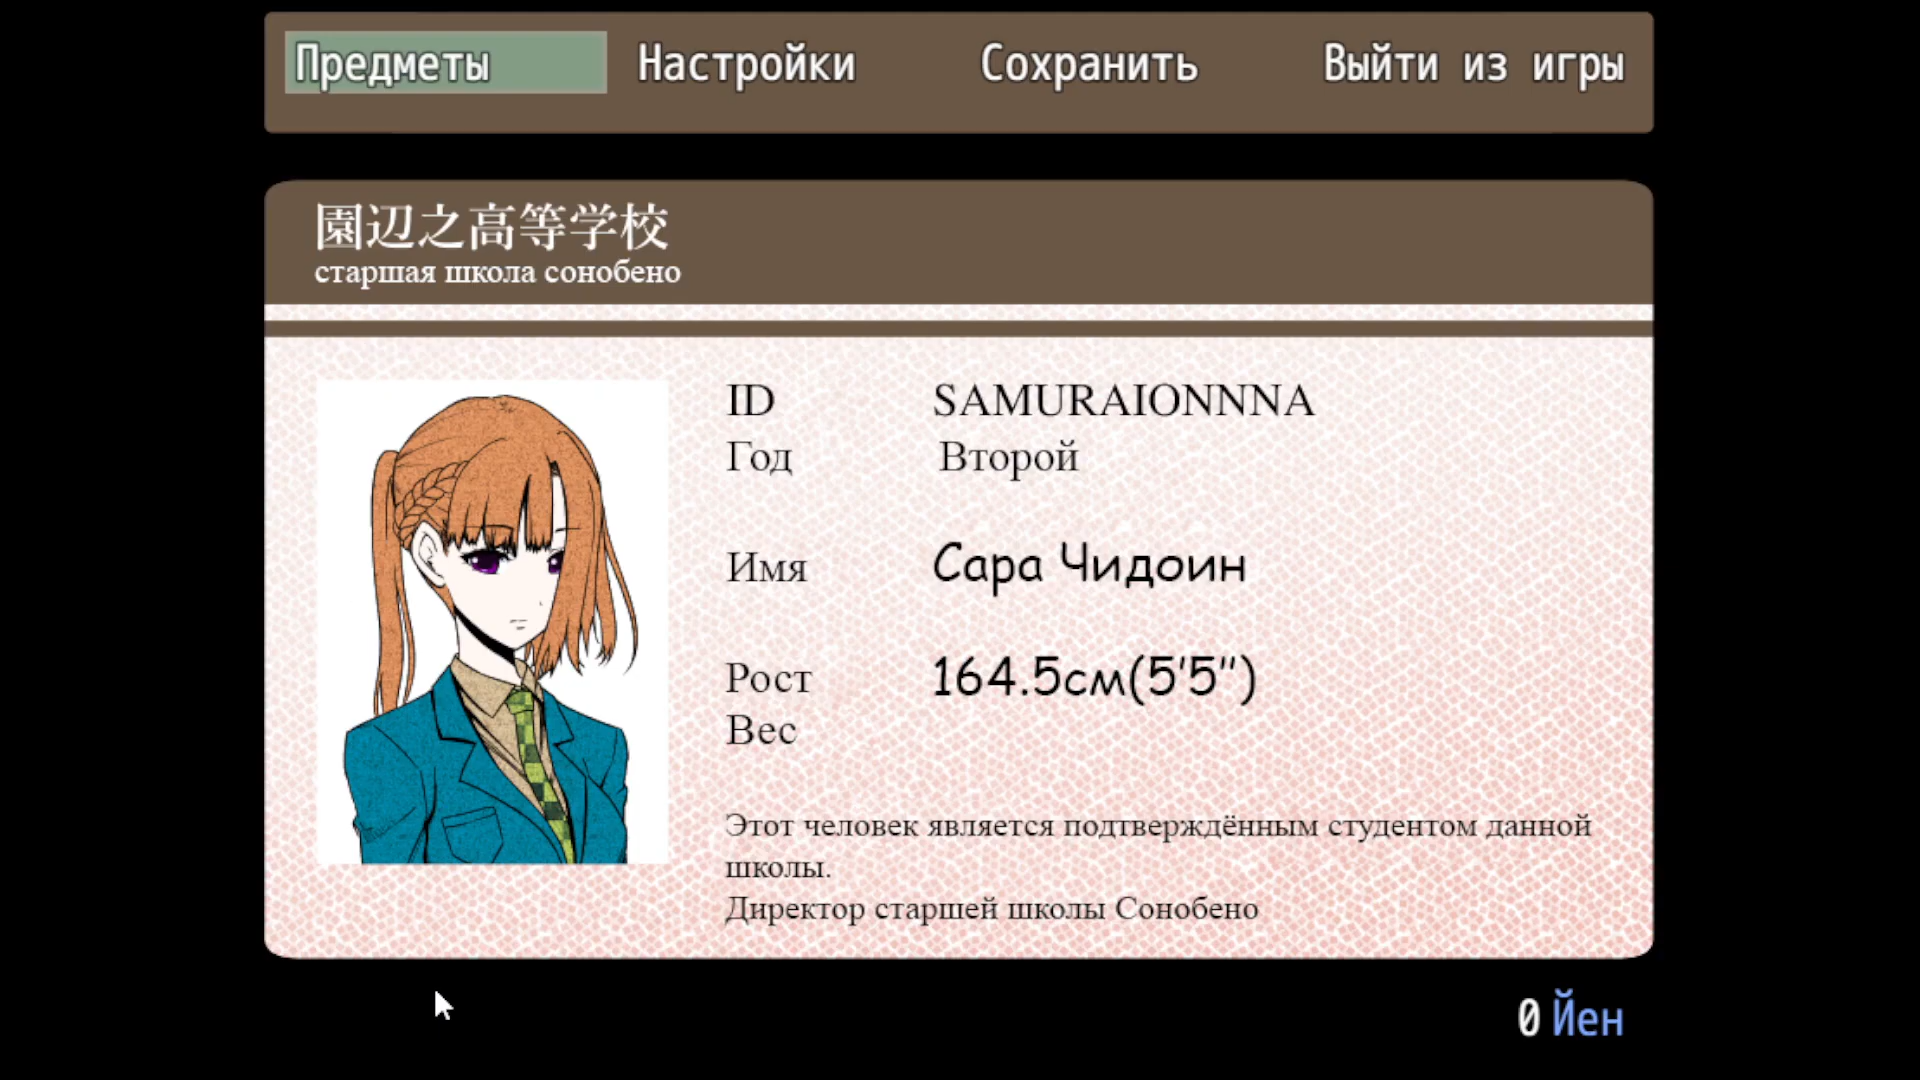 Предметы Настройки Сохранить Выйти из игры
園辺之高等学校
старшая школа сонобено
ID SAMURAIONNNA
Год Второй
Имя Сара Чидоин
Рост 164.5см(5'5")
Вес
Этот человек является подтверждённым студентом данной
школы.
Директор старшей школы Сонобено
0 Йен